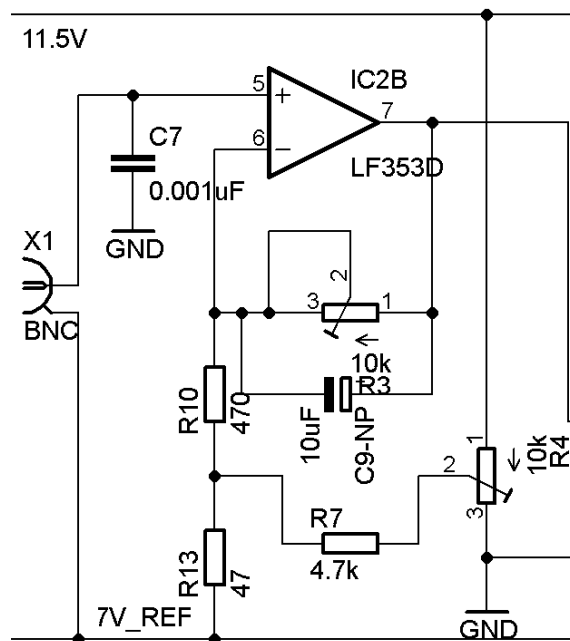 11.5V
5
IC2B
+
7
6
−
LF353D
C7
0.001uF
GND
X1
BNC
2
3
1
10k
R3
R10
470
10uF
C9-NP
1
2
3
10k
R4
R7
4.7k
R13
47
7V_REF
GND